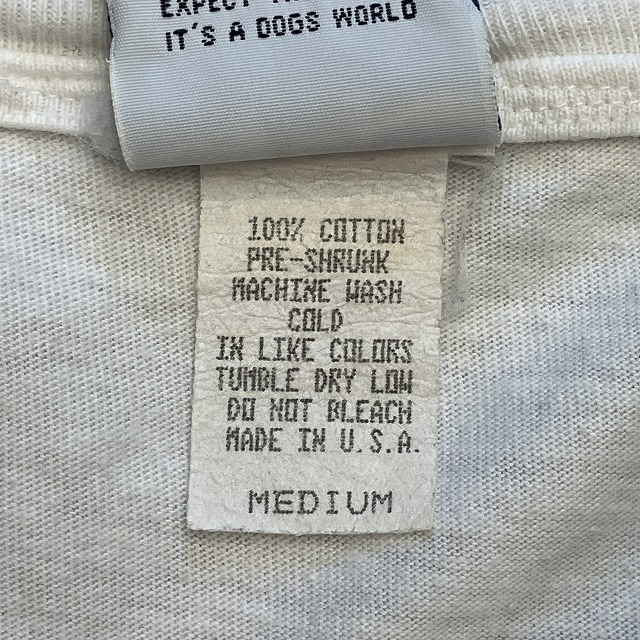 EXPECT
IT'S A DOGS WORLD
100% COTTON
PRE-SHRUNK
MACHINE WASH
COLD
IN LIKE COLORS
TUMBLE DRY LOW
DO NOT BLEACH
MADE IN U.S.A.
MEDIUM